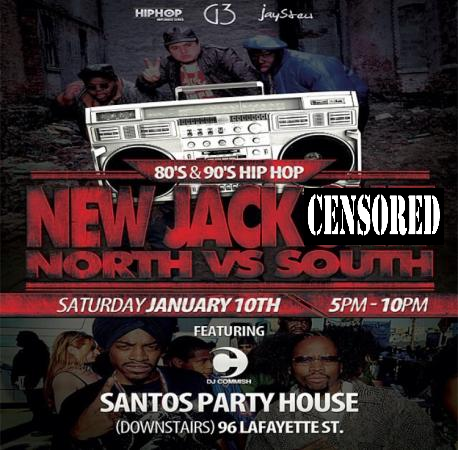 HIPHOP G3 jayStew
80'S & 90'S HIP HOP
NEW JACK CENSORED
NORTH VS SOUTH
SATURDAY JANUARY 10TH / 5PM - 10PM
FEATURING
DJ COMMISH
SANTOS PARTY HOUSE
(DOWNSTAIRS) 96 LAFAYETTE ST.